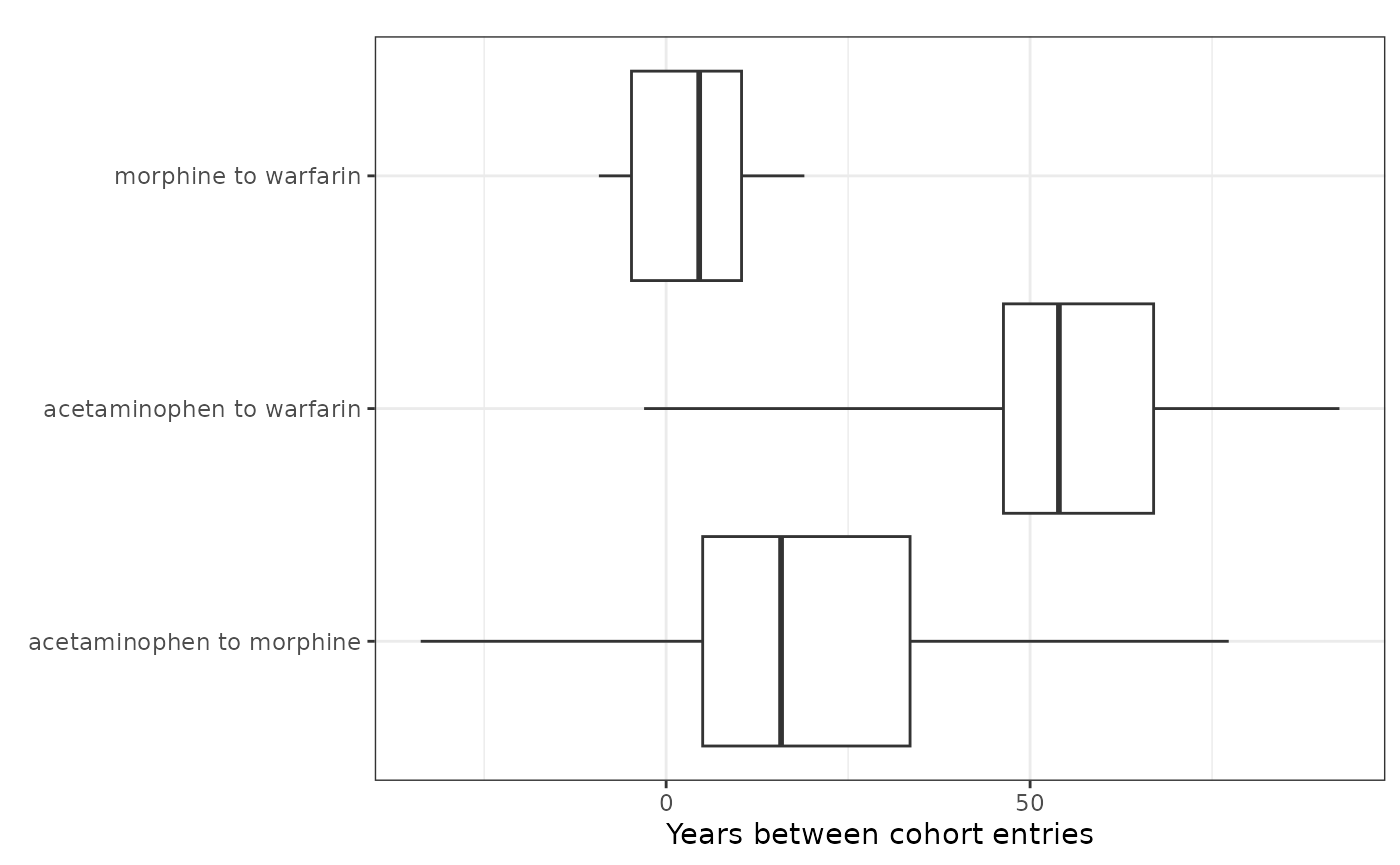 morphine to warfarin
acetaminophen to warfarin
acetaminophen to morphine
0 50
Years between cohort entries